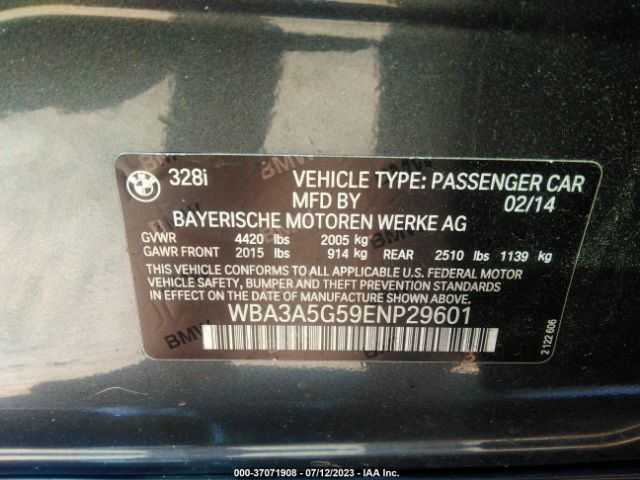 BMW
328i VEHICLE TYPE: PASSENGER CAR
MFD BY 02/14
BAYERISCHE MOTOREN WERKE AG
GVWR 4420 lbs 2005 kg
GAWR FRONT 2015 lbs 914 kg REAR 2510 lbs 1139 kg
THIS VEHICLE CONFORMS TO ALL APPLICABLE U.S. FEDERAL MOTOR
VEHICLE SAFETY, BUMPER AND THEFT PREVENTION STANDARDS
IN EFFECT ON THE DATE OF MANUFACTURE SHOWN ABOVE.
WBA3A5G59ENP29601
2 122 606
000-37071908 - 07/12/2023 - IAA